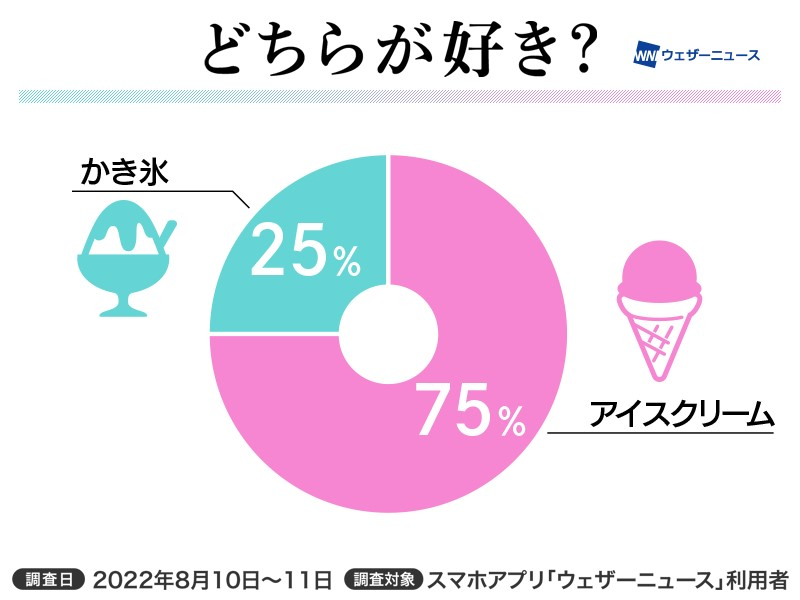 どちらが好き?
WNI ウェザーニュース
かき氷
25%
75%
アイスクリーム
調査日 2022年8月10日〜11日 調査対象 スマホアプリ「ウェザーニュース」利用者